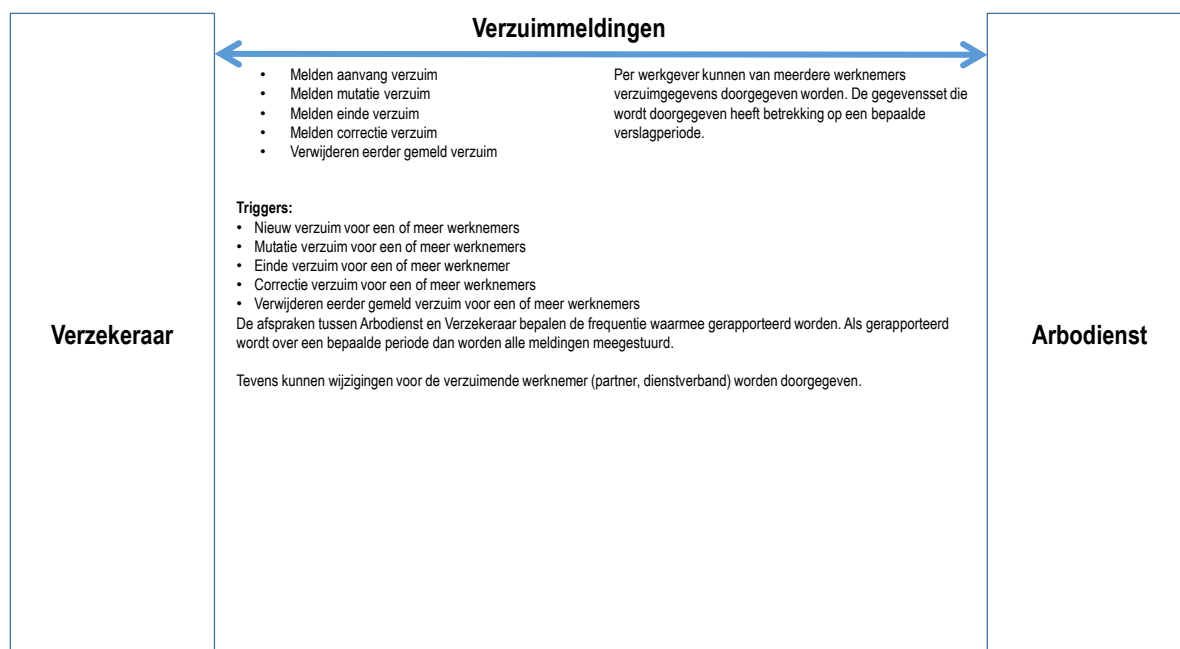 Verzuimmeldingen
• Melden aanvang verzuim
• Melden mutatie verzuim
• Melden einde verzuim
• Melden correctie verzuim
• Verwijderen eerder gemeld verzuim
Per werkgever kunnen van meerdere werknemers
verzuimgegevens doorgegeven worden. De gegevensset die
wordt doorgegeven heeft betrekking op een bepaalde
verslagperiode.
Triggers:
• Nieuw verzuim voor een of meer werknemers
• Mutatie verzuim voor een of meer werknemers
• Einde verzuim voor een of meer werknemer
• Correctie verzuim voor een of meer werknemers
• Verwijderen eerder gemeld verzuim voor een of meer werknemers
De afspraken tussen Arbodienst en Verzekeraar bepalen de frequentie waarmee gerapporteerd worden. Als gerapporteerd
wordt over een bepaalde periode dan worden alle meldingen meegestuurd.
Tevens kunnen wijzigingen voor de verzuimende werknemer (partner, dienstverband) worden doorgegeven.
Verzekeraar
Arbodienst